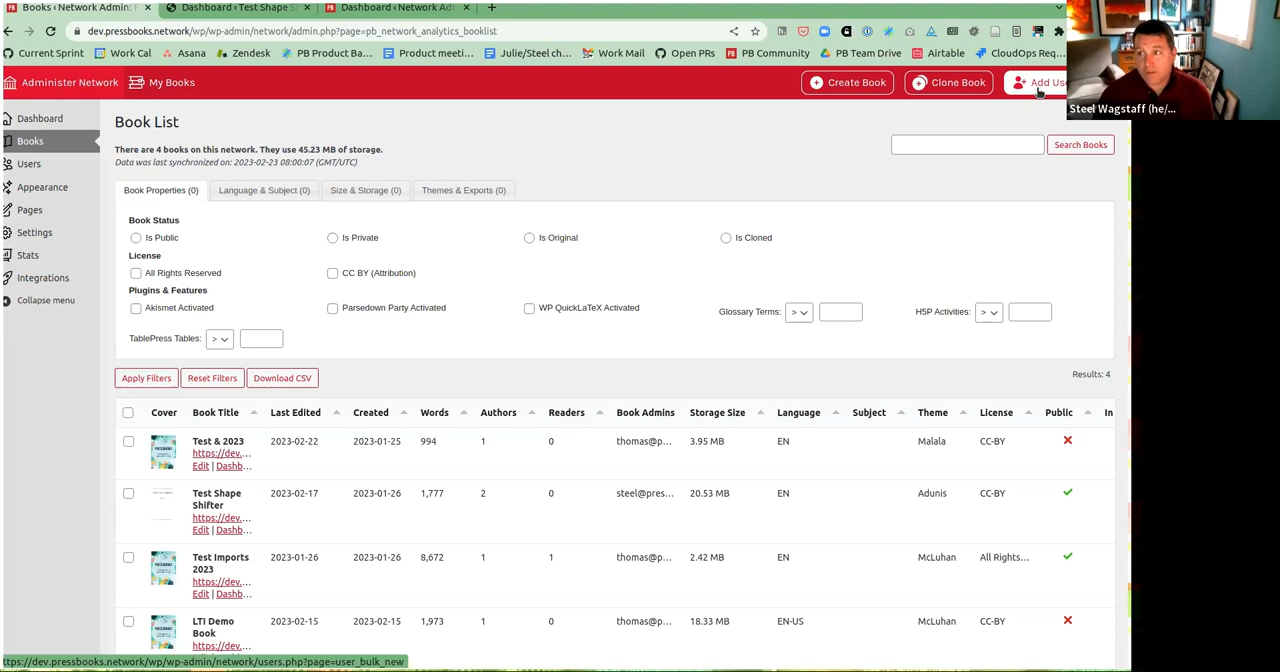 Books ‹ Network Admin: P
Dashboard ‹ Test Shape S
Dashboard ‹ Network Ad
dev.pressbooks.network/wp/wp-admin/network/admin.php?page=pb_network_analytics_booklist
Current Sprint
Work Cal
Asana
Zendesk
PB Product Ba...
Product meeti...
Julie/Steel ch...
Work Mail
Open PRs
PB Community
PB Team Drive
Airtable
CloudOps Req...
Administer Network
My Books
Create Book
Clone Book
Add Use
Steel Wagstaff (he/...
Dashboard
Books
Users
Appearance
Pages
Settings
Stats
Integrations
Collapse menu
Book List
There are 4 books on this network. They use 45.23 MB of storage.
Data was last synchronized on: 2023-02-23 08:00:07 (GMT/UTC)
Search Books
Book Properties (0)
Language & Subject (0)
Size & Storage (0)
Themes & Exports (0)
Book Status
Is Public
Is Private
Is Original
Is Cloned
License
All Rights Reserved
CC BY (Attribution)
Plugins & Features
Akismet Activated
Parsedown Party Activated
WP QuickLaTeX Activated
Glossary Terms: >
H5P Activities: >
TablePress Tables: >
Apply Filters
Reset Filters
Download CSV
Results: 4
Cover Book Title Last Edited Created Words Authors Readers Book Admins Storage Size Language Subject Theme License Public In
Test & 2023 2023-02-22 2023-01-25 994 1 0 thomas@p... 3.95 MB EN Malala CC-BY
https://dev....
Edit | Dashb...
Test Shape Shifter 2023-02-17 2023-01-26 1,777 2 0 steel@pres... 20.53 MB EN Adunis CC-BY
https://dev....
Edit | Dashb...
Test Imports 2023 2023-01-26 2023-01-26 8,672 1 1 thomas@p... 2.42 MB EN McLuhan All Rights...
https://dev....
Edit | Dashb...
LTI Demo Book 2023-02-15 2023-02-15 1,973 1 0 thomas@p... 18.33 MB EN-US McLuhan CC-BY
https://dev....
ttps://dev.pressbooks.network/wp/wp-admin/network/users.php?page=user_bulk_new